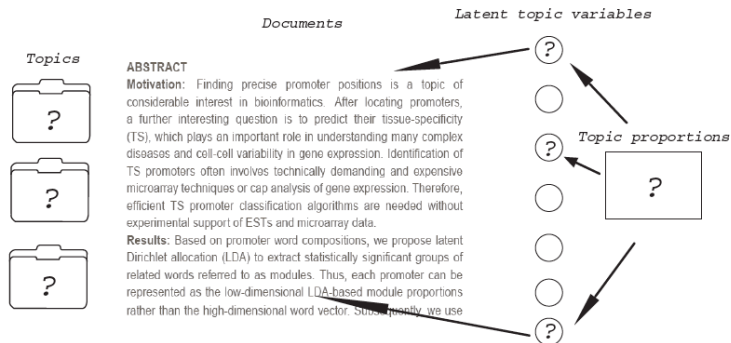 Latent topic variables
Documents
Topics
?
?
?
ABSTRACT
Motivation: Finding precise promoter positions is a topic of
considerable interest in bioinformatics. After locating promoters,
a further interesting question is to predict their tissue-specificity
(TS), which plays an important role in understanding many complex
diseases and cell-cell variability in gene expression. Identification of
TS promoters often involves technically demanding and expensive
microarray techniques or cap analysis of gene expression. Therefore,
efficient TS promoter classification algorithms are needed without
experimental support of ESTs and microarray data.
Results: Based on promoter word compositions, we propose latent
Dirichlet allocation (LDA) to extract statistically significant groups of
related words referred to as modules. Thus, each promoter can be
represented as the low-dimensional LDA-based module proportions
rather than the high-dimensional word vector. Subsequently, we use
?
?
?
Topic proportions
?